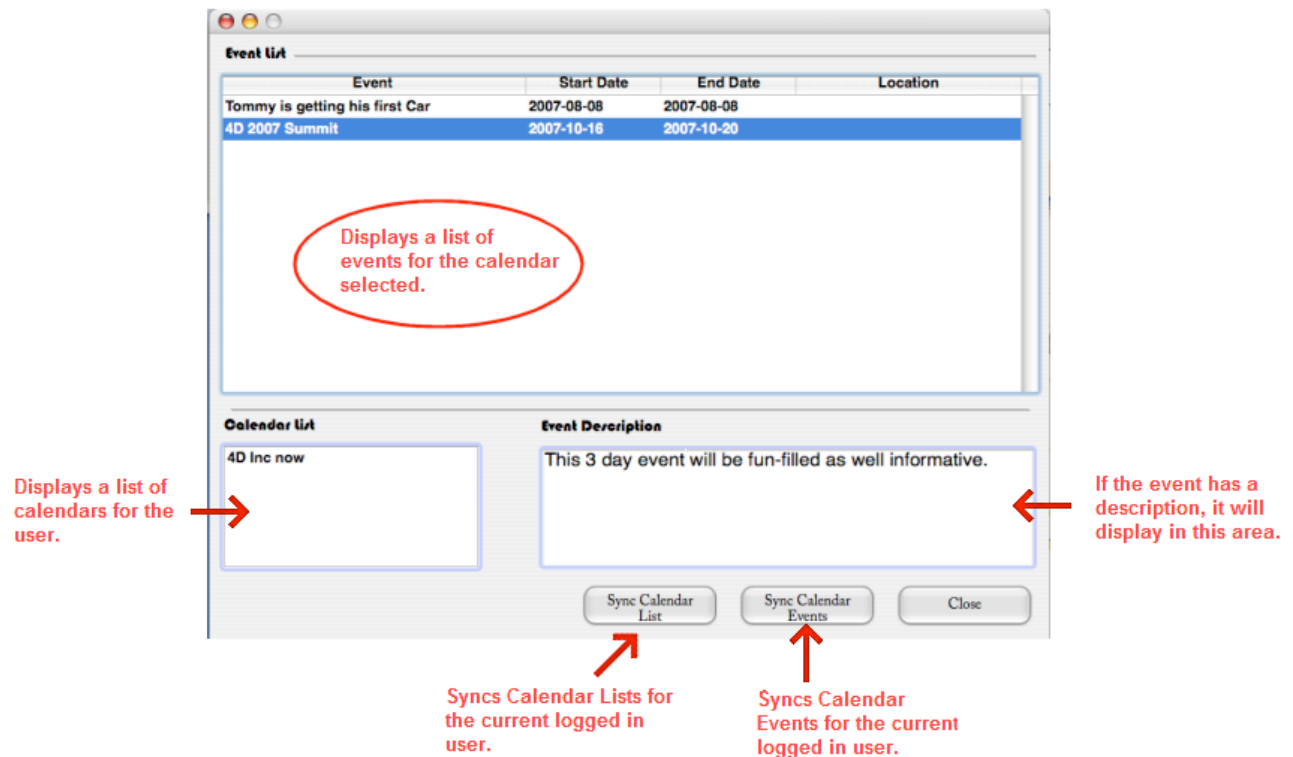 Event List
Event Start Date End Date Location
Tommy is getting his first Car 2007-08-08 2007-08-08
4D 2007 Summit 2007-10-16 2007-10-20
Displays a list of
events for the calendar
selected.
Calendar List
4D Inc now
Event Description
This 3 day event will be fun-filled as well informative.
Displays a list of
calendars for the
user.
If the event has a
description, it will
display in this area.
Sync Calendar
List
Sync Calendar
Events
Close
Syncs Calendar Lists for
the current logged in
user.
Syncs Calendar
Events for the current
logged in user.